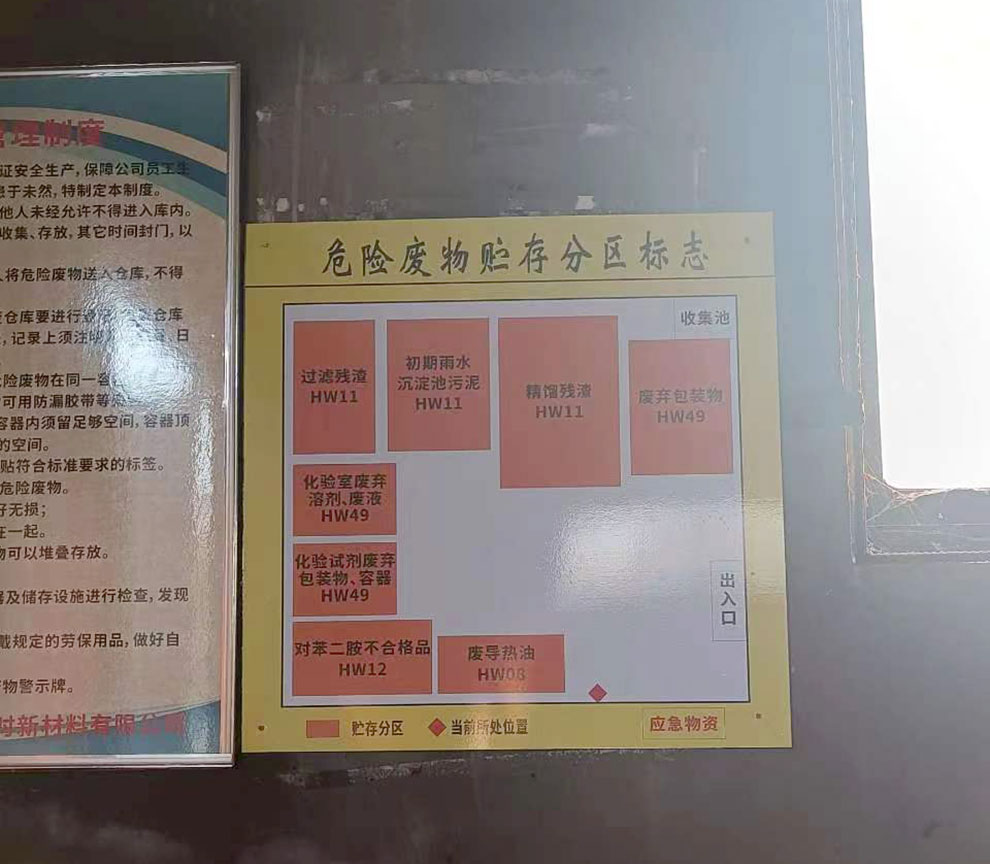 管理制度
证安全生产，保障公司员工生
患于未然，特制定本制度。
他人未经允许不得进入库内。
收集、存放，其它时间封门，以
人将危险废物送入仓库，不得
仓库要进行
仓库
，记录上须注明
日
险废物在同一容
可用防漏胶带等
容器内须留足够空间，容器顶
的空间。
贴符合标准要求的标签。
危险废物。
好无损；
在一起。
物可以堆叠存放。
器及储存设施进行检查，发现
戴规定的劳保用品，做好自
物警示牌。
时新材料有限公司
危险废物贮存分区标志
收集池
过滤残渣
HW11
初期雨水
沉淀池污泥
HW11
精馏残渣
HW11
废弃包装物
HW49
化验室废弃
溶剂、废液
HW49
化验试剂废弃
包装物、容器
HW49
出入口
对苯二胺不合格品
HW12
废导热油
HW08
贮存分区
当前所处位置
应急物资